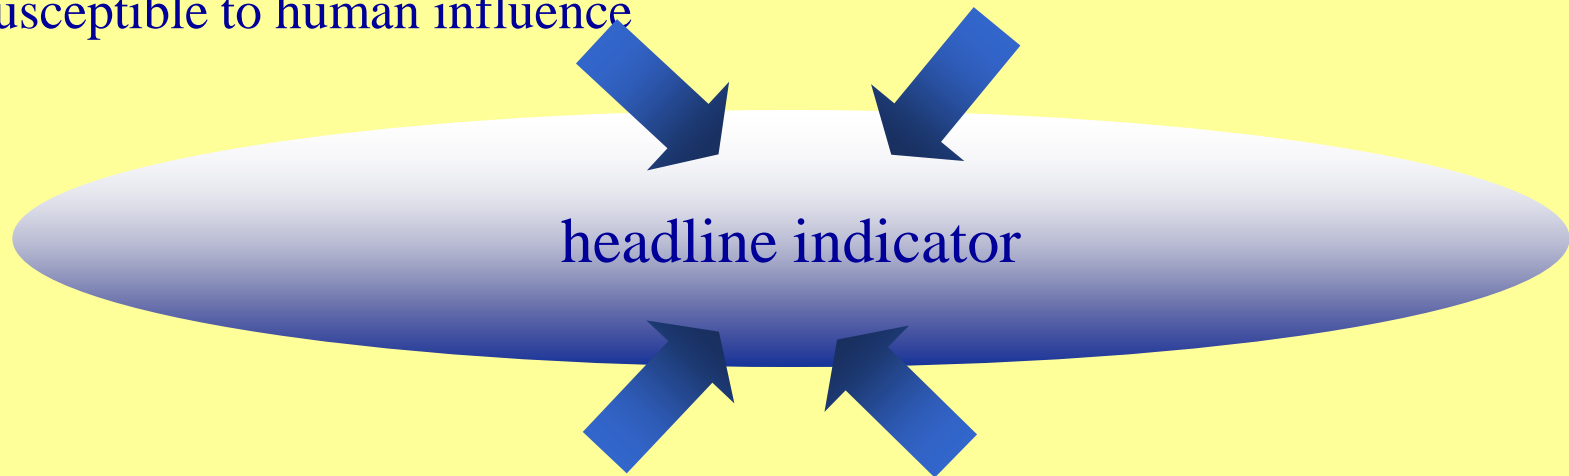 usceptible to human influence
headline indicator